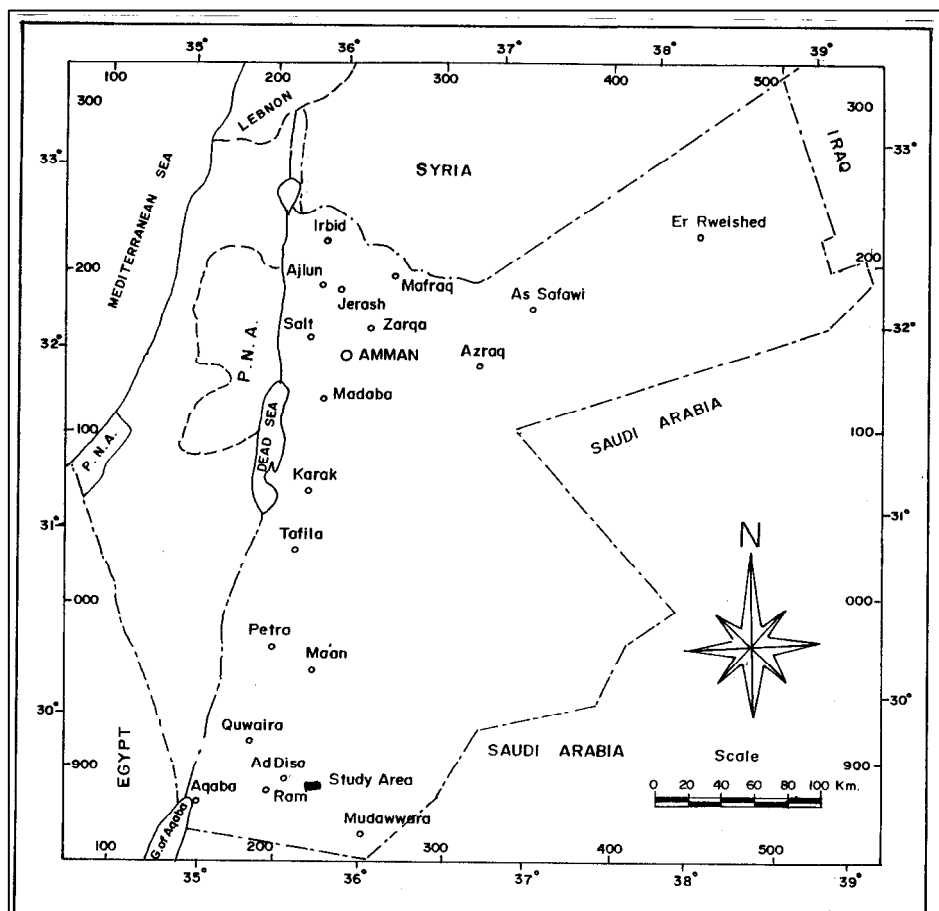 35° 36° 37° 38° 39°
100 200 300 400 500
300 300
LEBNON
IRAQ
33° 33°
SYRIA
MEDITERRANEAN SEA
Er Rweished
Irbid
200 200
Ajlun
Mafraq
Jerash
As Safawi
Salt
Zarqa
32° 32°
AMMAN
Azraq
P.N.A.
Madaba
SAUDI ARABIA
DEAD SEA
100 100
P.N.A.
Karak
31° 31°
Tafila
N
000 000
Petra
Ma'an
30° 30°
Quwaira
SAUDI ARABIA
Scale
EGYPT
900 900
Ad Disa
Study Area
0 20 40 60 80 100 Km.
Aqaba
Ram
G. of Aqaba
Mudawwara
100 200 300 400 500
35° 36° 37° 38° 39°